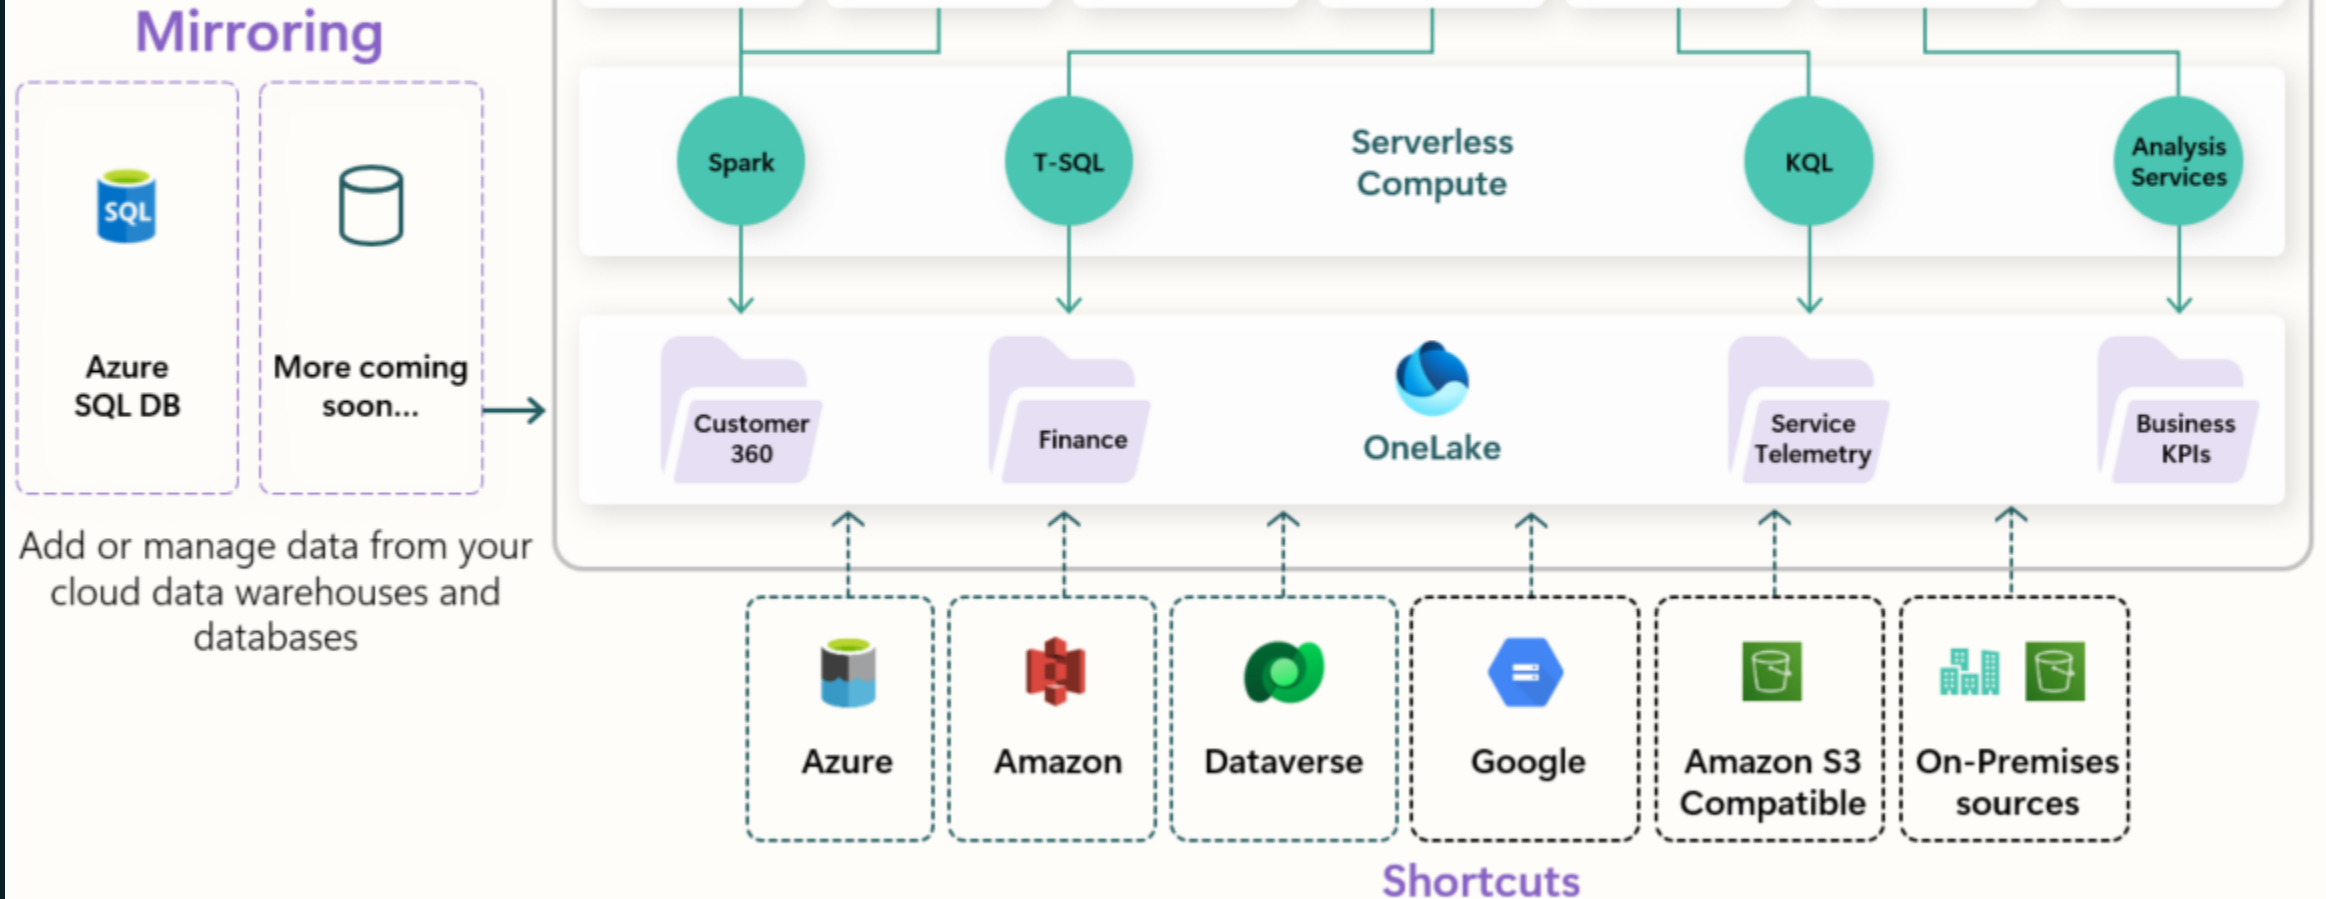 Mirroring
SQL
Azure
SQL DB
More coming
soon...
Add or manage data from your
cloud data warehouses and
databases
Spark
T-SQL
Serverless
Compute
KQL
Analysis
Services
Customer
360
Finance
OneLake
Service
Telemetry
Business
KPIs
Azure
Amazon
Dataverse
Google
Amazon S3
Compatible
On-Premises
sources
Shortcuts